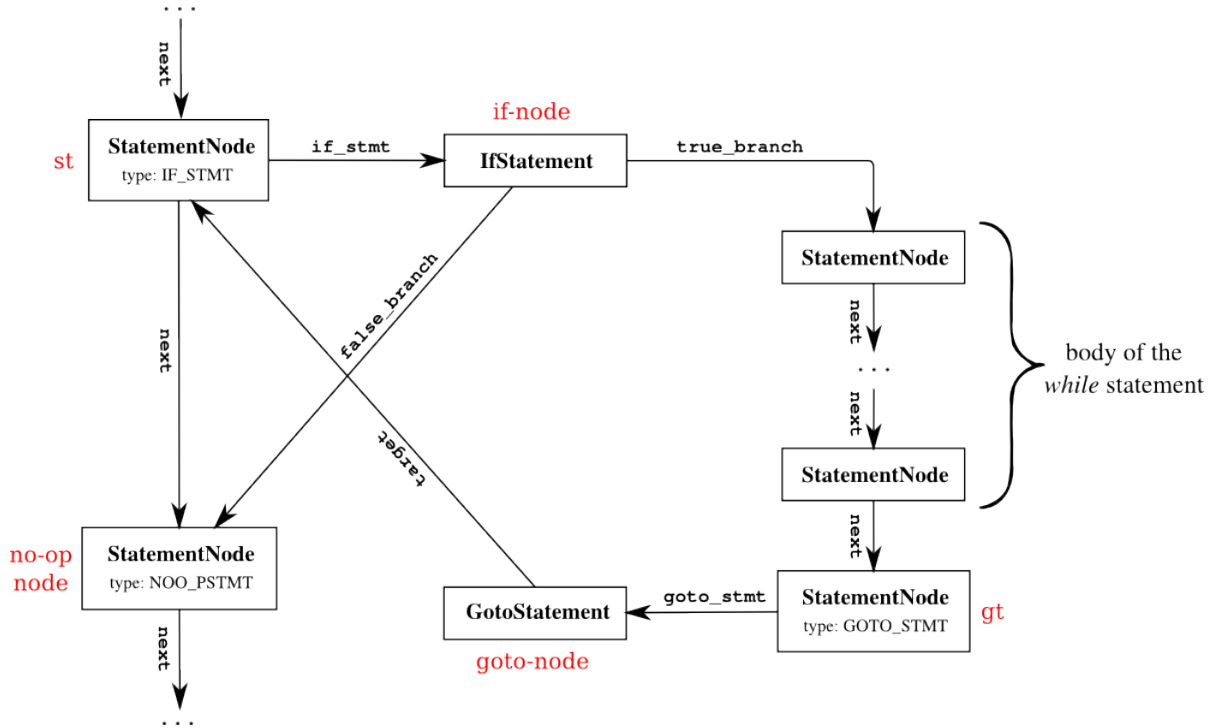 ...
next
if-node
StatementNode
type: IF_STMT
st
if_stmt
IfStatement
true_branch
StatementNode
next
false_branch
next
...
body of the
while statement
target
next
StatementNode
no-op
node
StatementNode
type: NOO_PSTMT
next
GotoStatement
goto_stmt
StatementNode
type: GOTO_STMT
gt
goto-node
next
...